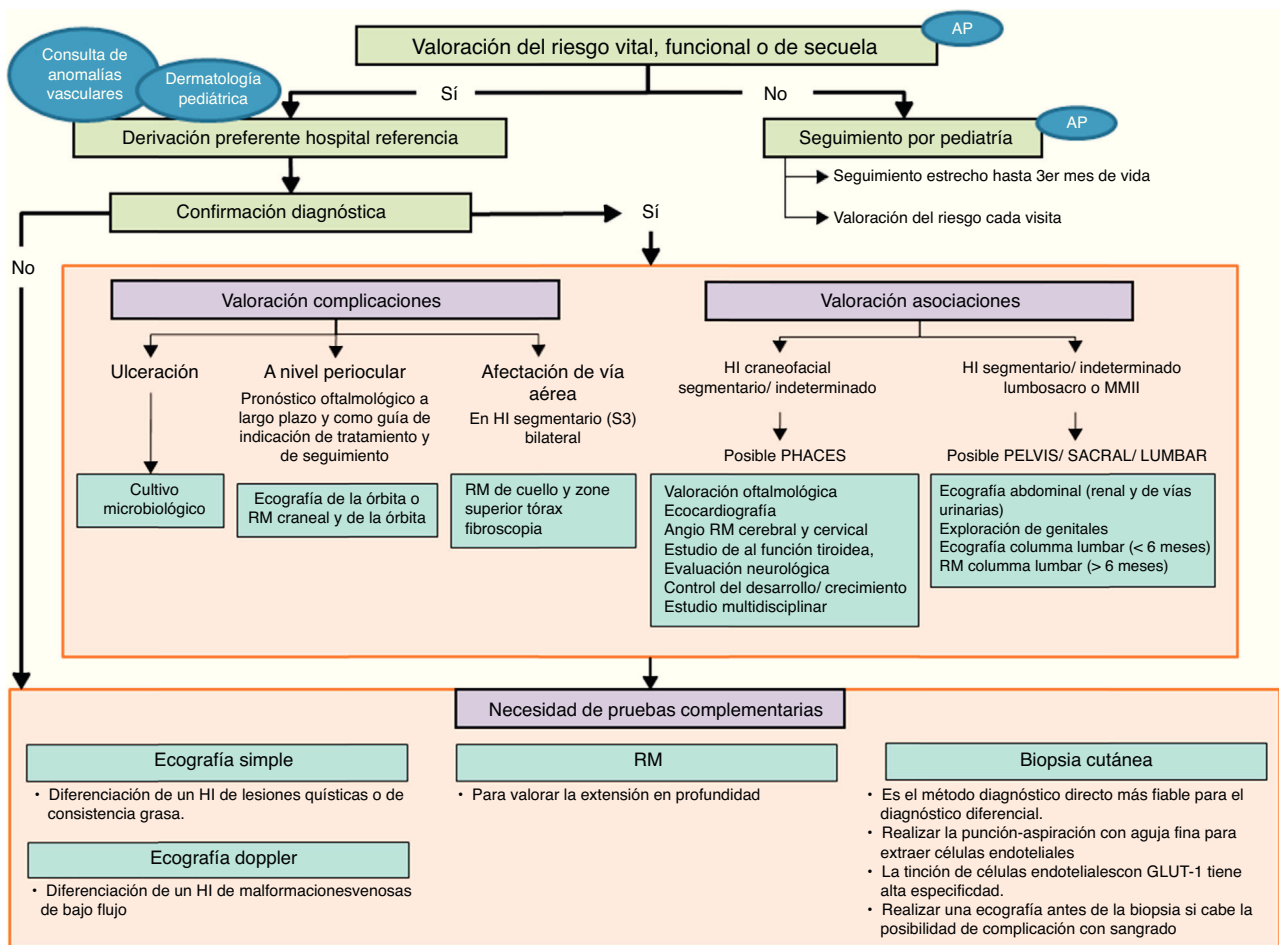 Consulta de
anomalías
vasculares
Dermatología
pediátrica
Valoración del riesgo vital, funcional o de secuela
AP
Sí
No
Derivación preferente hospital referencia
Seguimiento por pediatría
AP
Seguimiento estrecho hasta 3er mes de vida
Valoración del riesgo cada visita
Confirmación diagnóstica
Sí
No
Valoración complicaciones
Ulceración
Cultivo
microbiológico
A nivel periocular
Pronóstico oftalmológico a
largo plazo y como guía de
indicación de tratamiento y
de seguimiento
Ecografía de la órbita o
RM craneal y de la órbita
Afectación de vía
aérea
En HI segmentario (S3)
bilateral
RM de cuello y zone
superior tórax
fibroscopia
Valoración asociaciones
HI craneofacial
segmentario/ indeterminado
Posible PHACES
Valoración oftalmológica
Ecocardiografía
Angio RM cerebral y cervical
Estudio de al función tiroidea,
Evaluación neurológica
Control del desarrollo/ crecimiento
Estudio multidisciplinar
HI segmentario/ indeterminado
lumbosacro o MMII
Posible PELVIS/ SACRAL/ LUMBAR
Ecografía abdominal (renal y de vías
urinarias)
Exploración de genitales
Ecografía columma lumbar (< 6 meses)
RM columma lumbar (> 6 meses)
Necesidad de pruebas complementarias
Ecografía simple
• Diferenciación de un HI de lesiones quísticas o de
consistencia grasa.
Ecografía doppler
• Diferenciación de un HI de malformacionesvenosas
de bajo flujo
RM
• Para valorar la extensión en profundidad
Biopsia cutánea
• Es el método diagnóstico directo más fiable para el
diagnóstico diferencial.
• Realizar la punción-aspiración con aguja fina para
extraer células endoteliales
• La tinción de células endotelialescon GLUT-1 tiene
alta especificdad.
• Realizar una ecografía antes de la biopsia si cabe la
posibilidad de complicación con sangrado